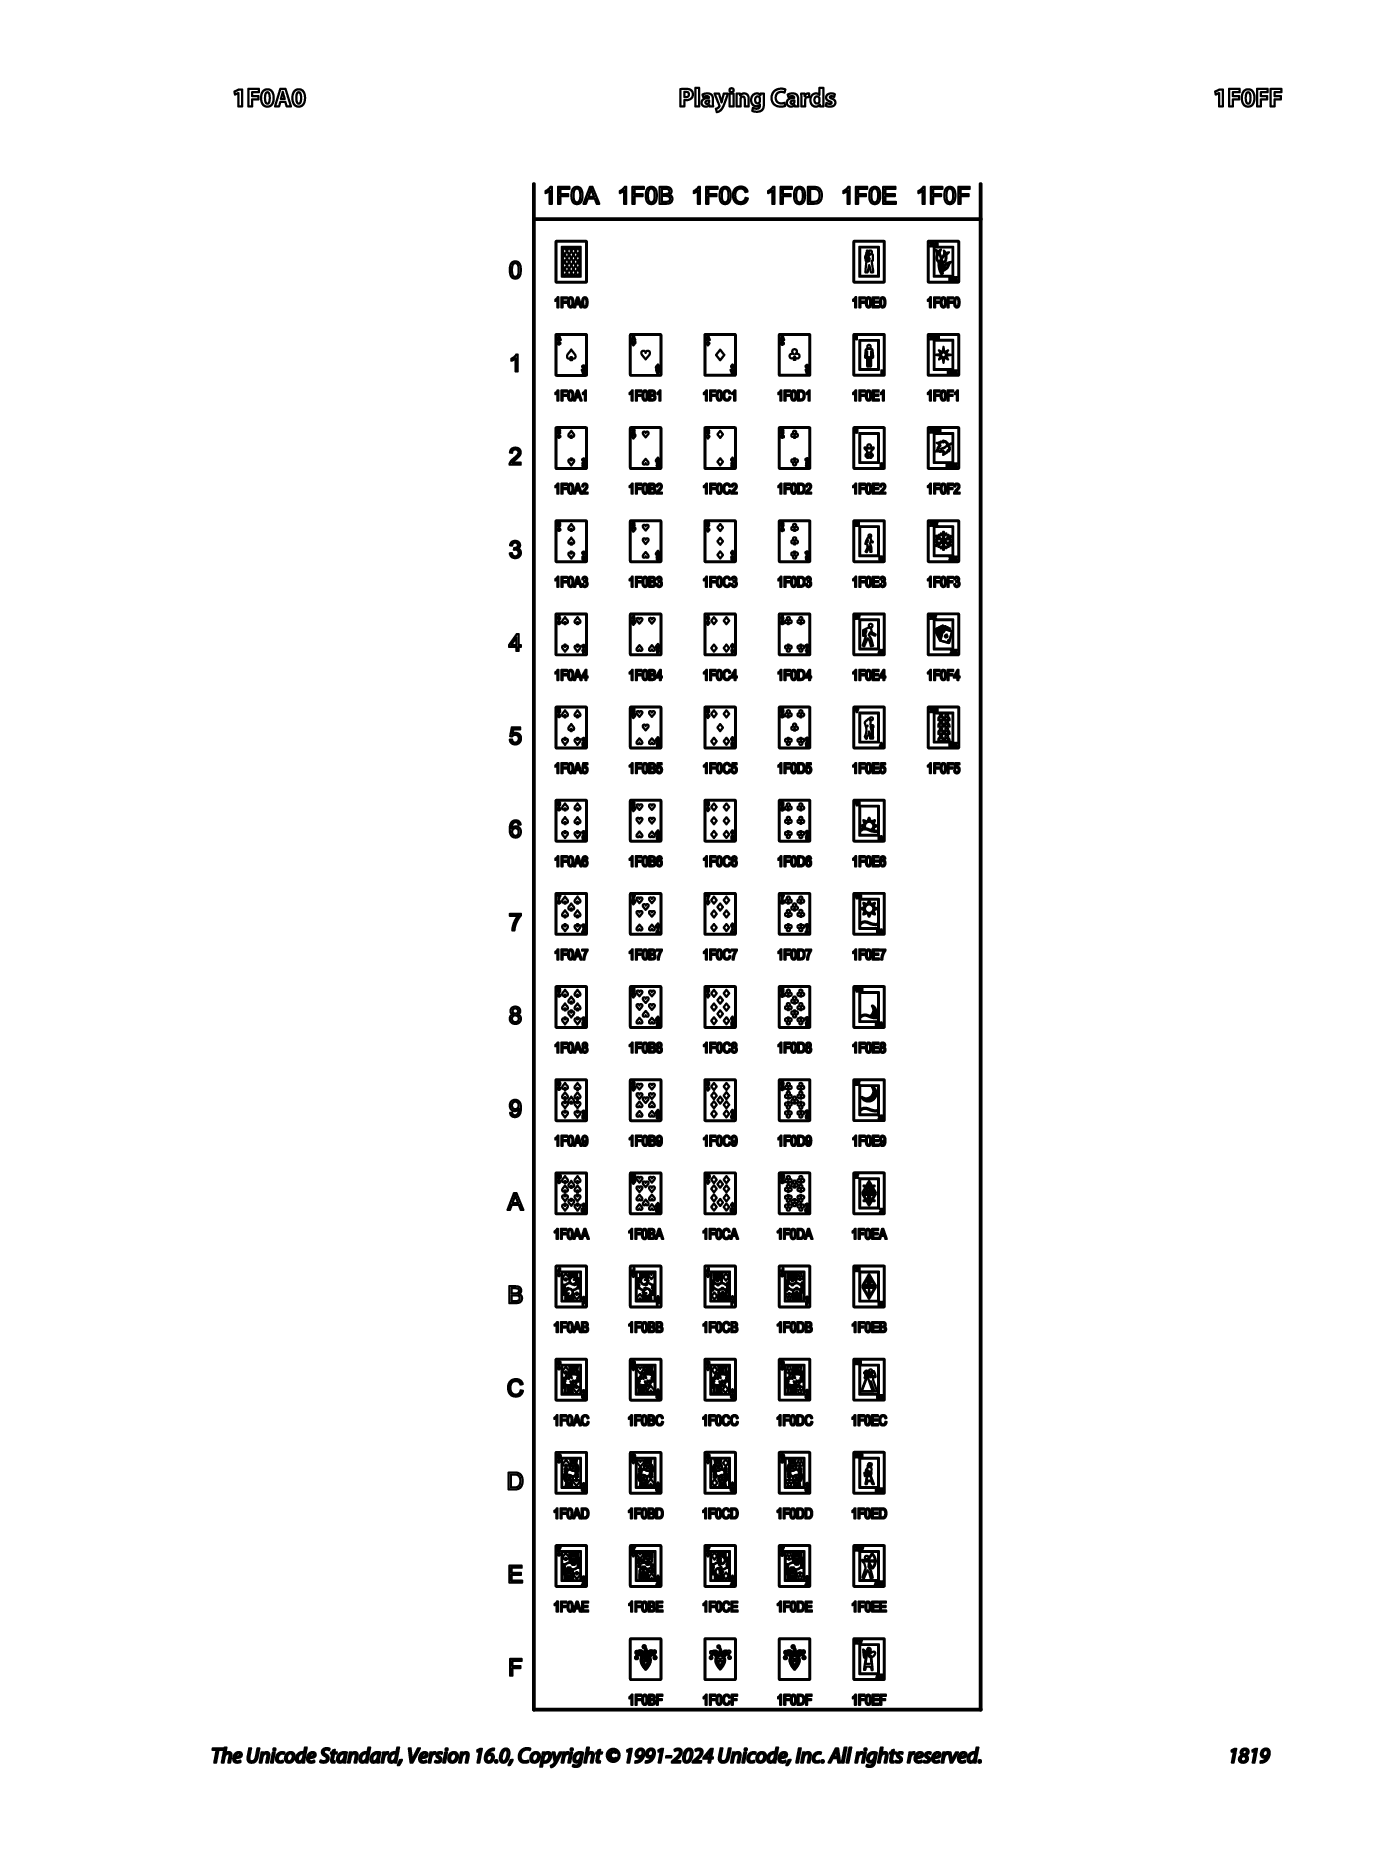 1F0A0 Playing Cards 1F0FF
1F0A 1F0B 1F0C 1F0D 1F0E 1F0F
0
1F0A0 1F0E0 1F0F0
1
1F0A1 1F0B1 1F0C1 1F0D1 1F0E1 1F0F1
2
1F0A2 1F0B2 1F0C2 1F0D2 1F0E2 1F0F2
3
1F0A3 1F0B3 1F0C3 1F0D3 1F0E3 1F0F3
4
1F0A4 1F0B4 1F0C4 1F0D4 1F0E4 1F0F4
5
1F0A5 1F0B5 1F0C5 1F0D5 1F0E5 1F0F5
6
1F0A6 1F0B6 1F0C6 1F0D6 1F0E6
7
1F0A7 1F0B7 1F0C7 1F0D7 1F0E7
8
1F0A8 1F0B8 1F0C8 1F0D8 1F0E8
9
1F0A9 1F0B9 1F0C9 1F0D9 1F0E9
A
1F0AA 1F0BA 1F0CA 1F0DA 1F0EA
B
1F0AB 1F0BB 1F0CB 1F0DB 1F0EB
C
1F0AC 1F0BC 1F0CC 1F0DC 1F0EC
D
1F0AD 1F0BD 1F0CD 1F0DD 1F0ED
E
1F0AE 1F0BE 1F0CE 1F0DE 1F0EE
F
1F0BF 1F0CF 1F0DF 1F0EF
The Unicode Standard, Version 16.0, Copyright © 1991-2024 Unicode, Inc. All rights reserved. 1819